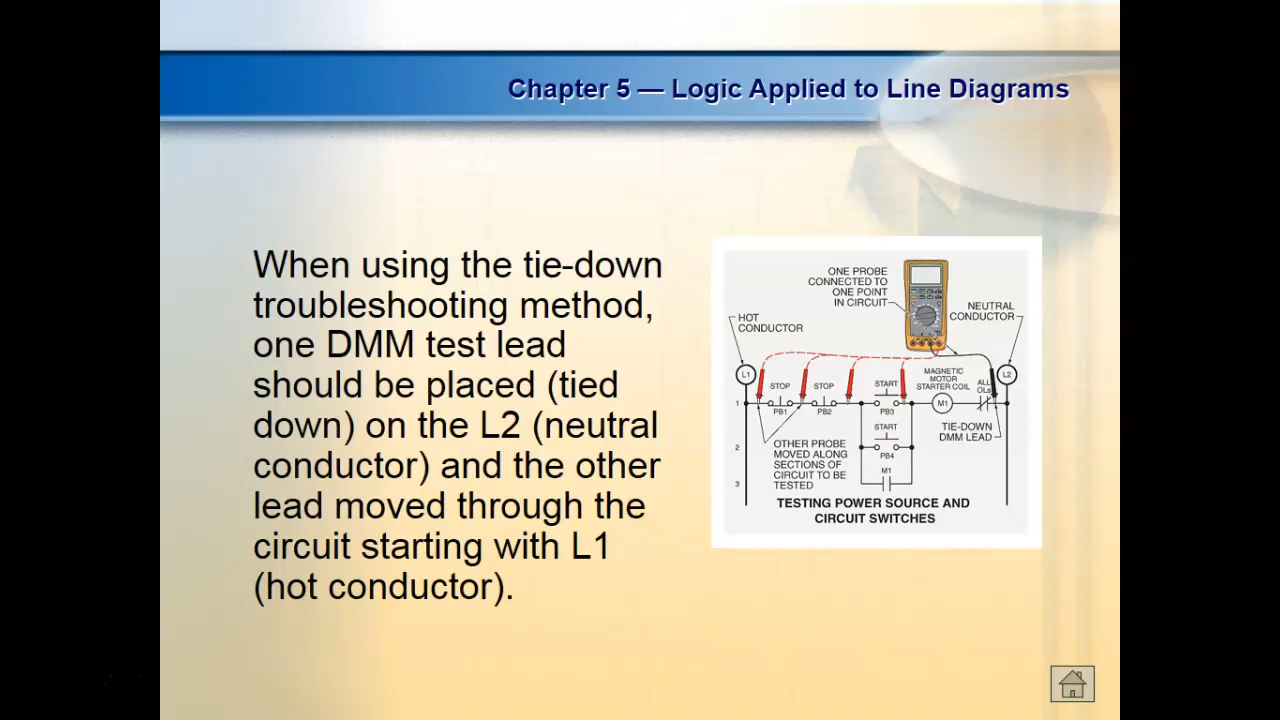 Chapter 5 — Logic Applied to Line Diagrams
When using the tie-down
troubleshooting method,
one DMM test lead
should be placed (tied
down) on the L2 (neutral
conductor) and the other
lead moved through the
circuit starting with L1
(hot conductor).
ONE PROBE
CONNECTED TO
ONE POINT
IN CIRCUIT
NEUTRAL
CONDUCTOR
HOT
CONDUCTOR
L1
STOP
STOP
START
MAGNETIC
MOTOR
STARTER COIL
ALL
OLs
L2
1
PB1
PB2
PB3
M1
START
TIE-DOWN
DMM LEAD
2
PB4
OTHER PROBE
MOVED ALONG
SECTIONS OF
CIRCUIT TO BE
TESTED
M1
3
TESTING POWER SOURCE AND
CIRCUIT SWITCHES